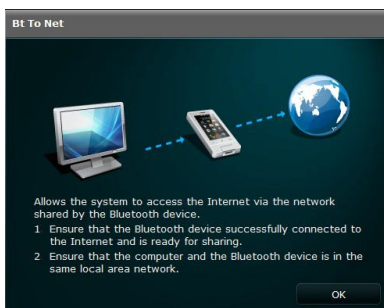 Bt To Net
Allows the system to access the Internet via the network
shared by the Bluetooth device.
1 Ensure that the Bluetooth device successfully connected to
the Internet and is ready for sharing.
2 Ensure that the computer and the Bluetooth device is in the
same local area network.
OK